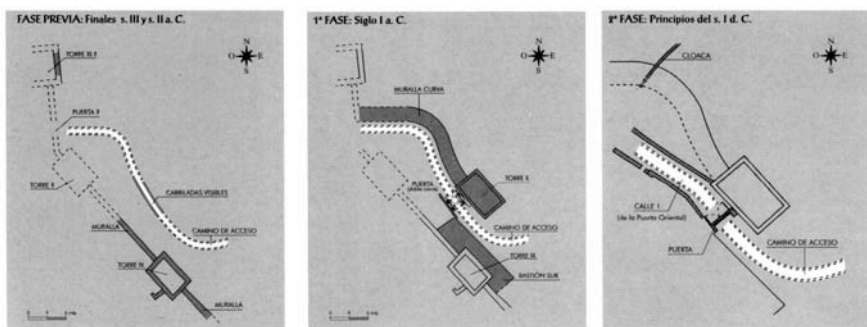 FASE PREVIA: Finales s. III y s. II a. C.
N
O E
S
TORRE III ?
PUERTA ?
TORRE ?
CARRILADAS VISIBLES
MURALLA
CAMINO DE ACCESO
TORRE III
MURALLA
1ª FASE: Siglo I a. C.
N
O E
S
MURALLA CURVA
TORRE II
PUERTA
CAMINO DE ACCESO
TORRE III
BASTIÓN SUR
2ª FASE: Principios del s. I d. C.
CLOACA
N
O E
S
CALLE 1
(de la Puerta Oriental)
PUERTA
CAMINO DE ACCESO